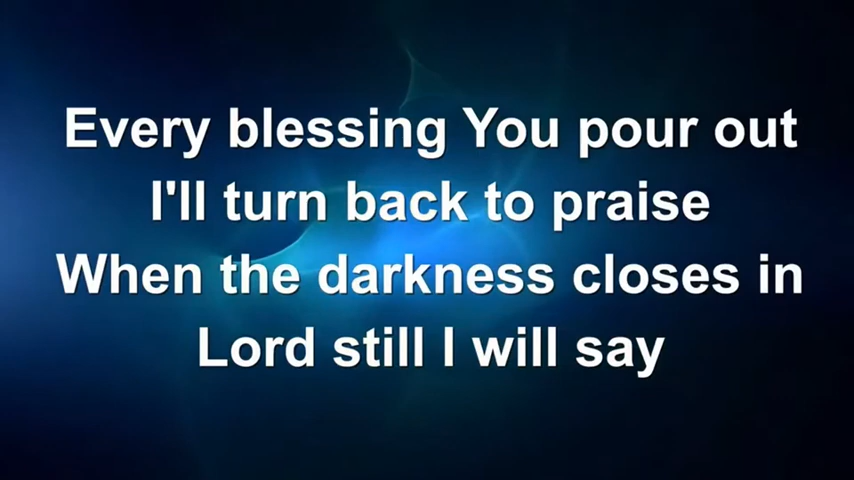 Every blessing You pour out
I'll turn back to praise
When the darkness closes in
Lord still I will say